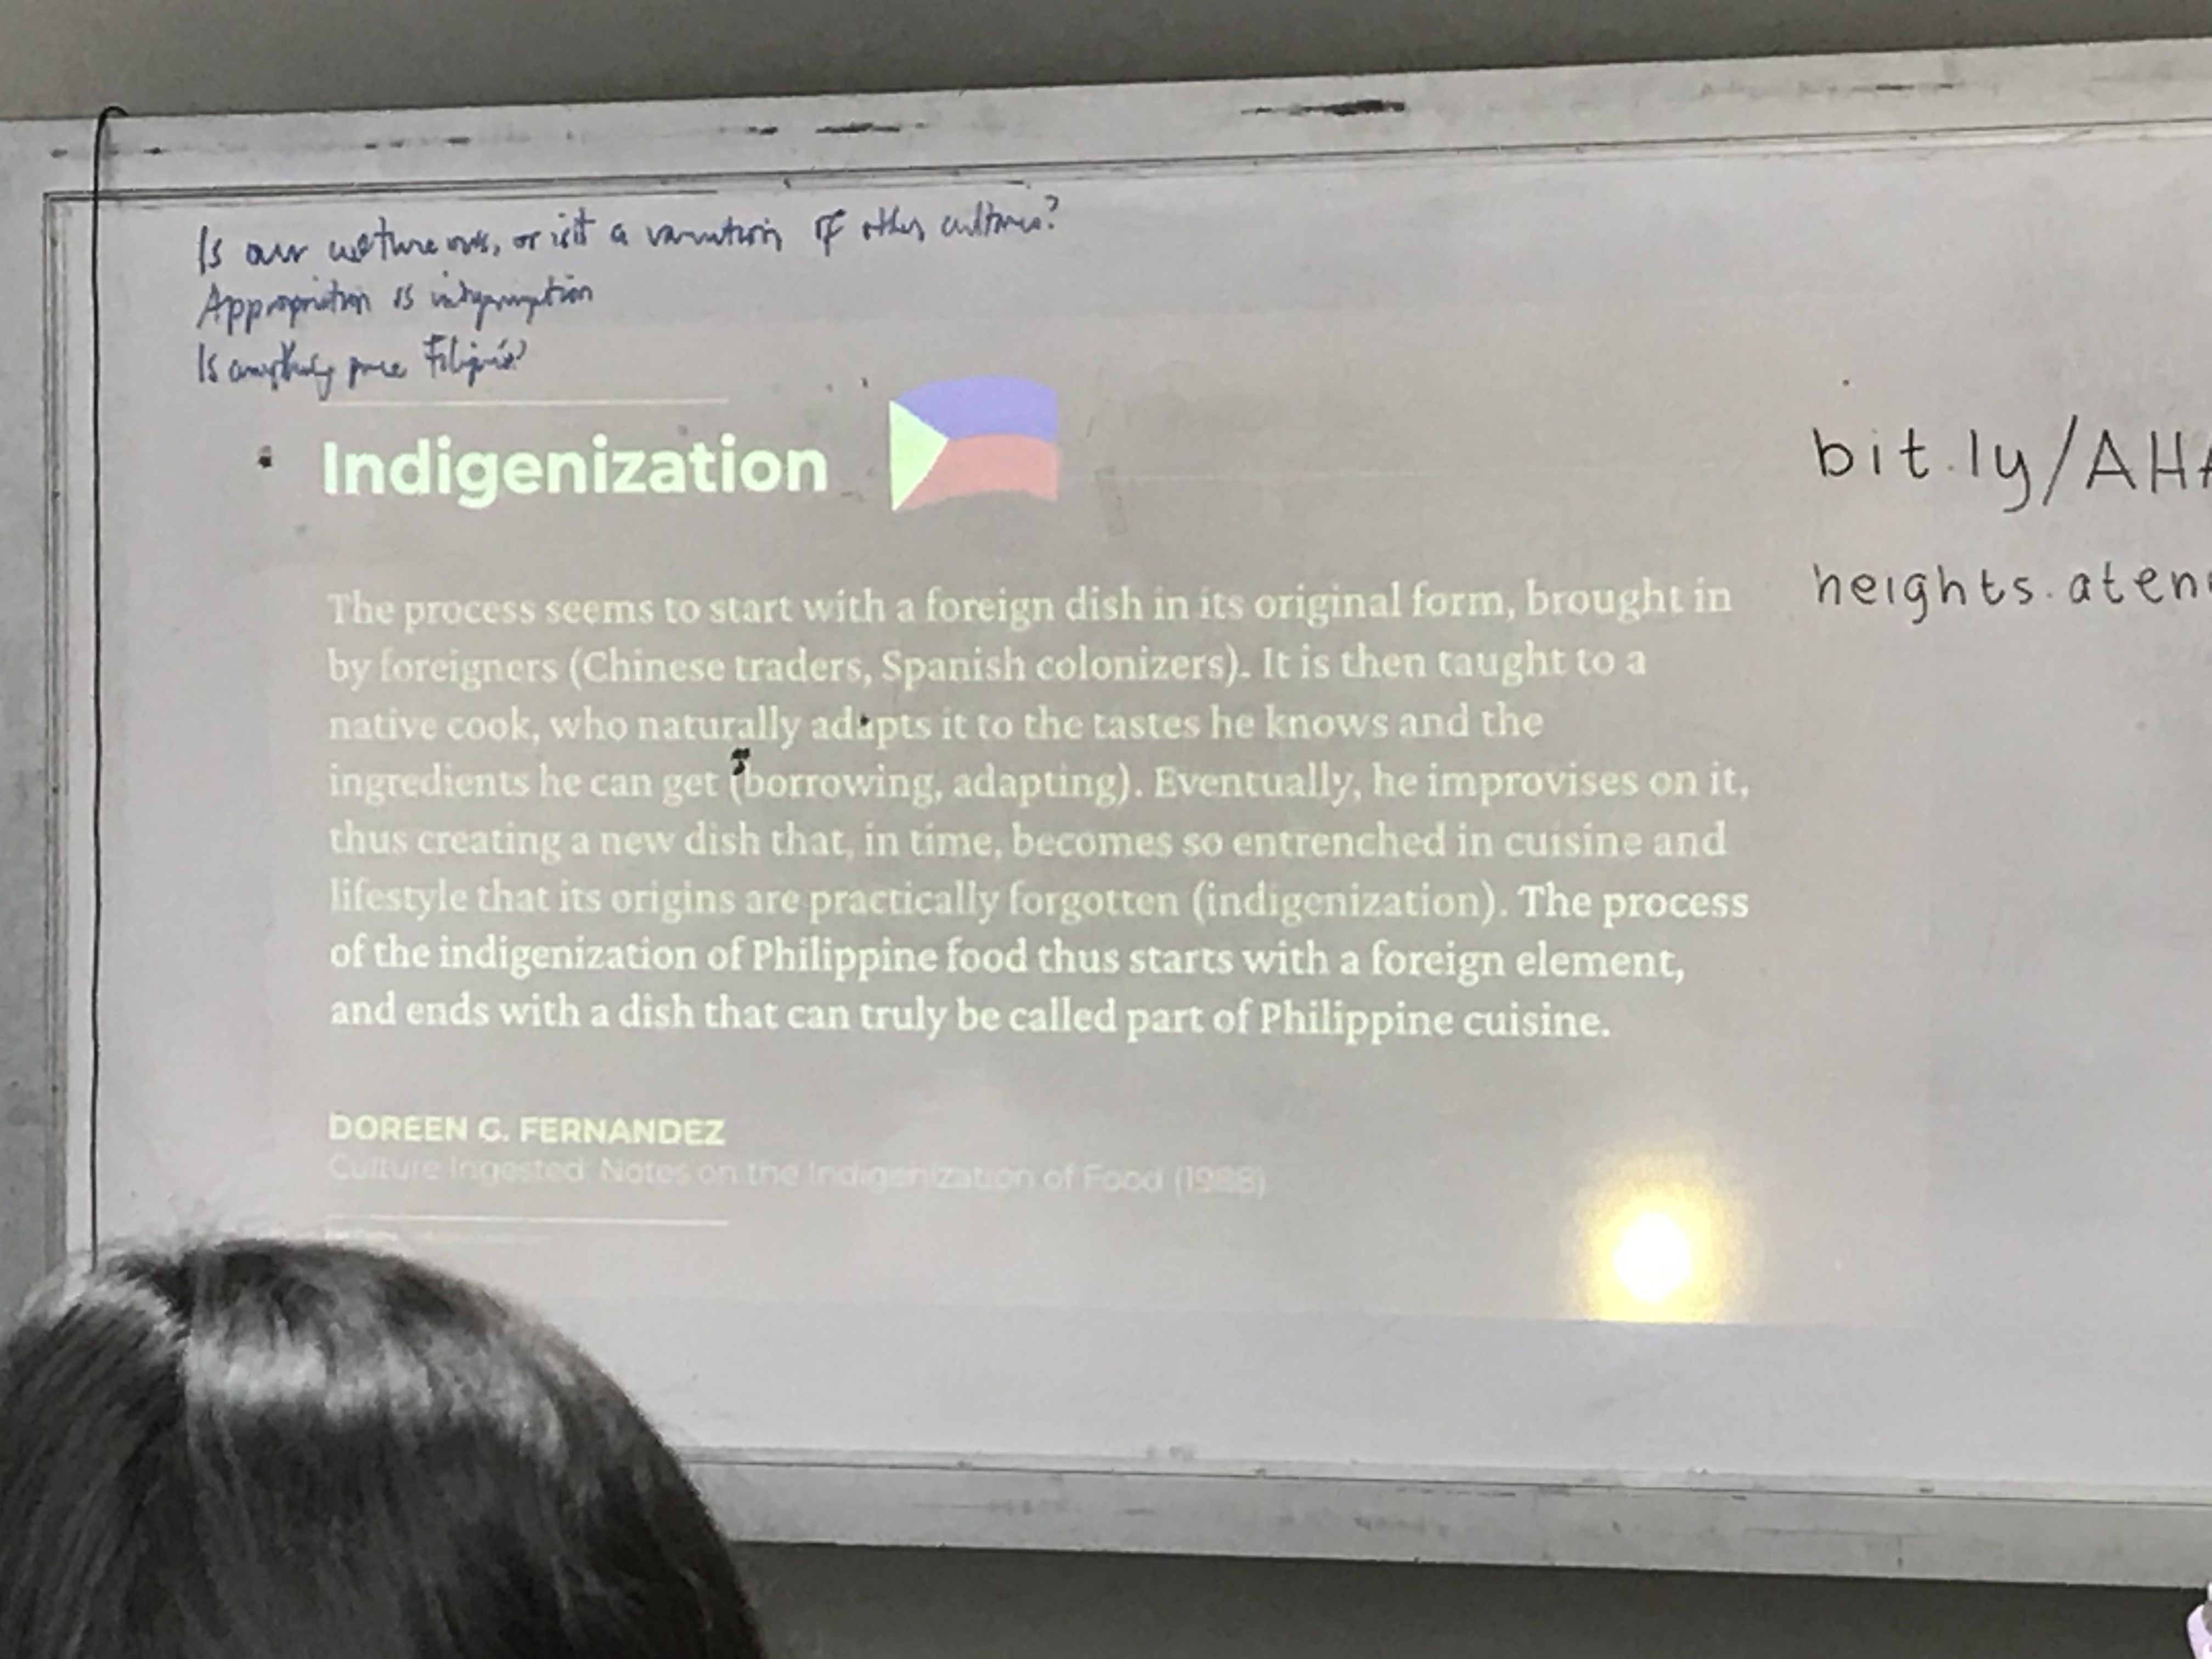 Is our culture ours, or is it a variation of other cultures?
Appropriation is
Is anything pure Filipino?
Indigenization
The process seems to start with a foreign dish in its original form, brought in
by foreigners (Chinese traders, Spanish colonizers). It is then taught to a
native cook, who naturally adapts it to the tastes he knows and the
ingredients he can get (borrowing, adapting). Eventually, he improvises on it,
thus creating a new dish that, in time, becomes so entrenched in cuisine and
lifestyle that its origins are practically forgotten (indigenization). The process
of the indigenization of Philippine food thus starts with a foreign element,
and ends with a dish that can truly be called part of Philippine cuisine.
DOREEN G. FERNANDEZ
Culture Ingested: Notes on the Indigenization of Food (1988)
bit.ly/AHA
heights.aten